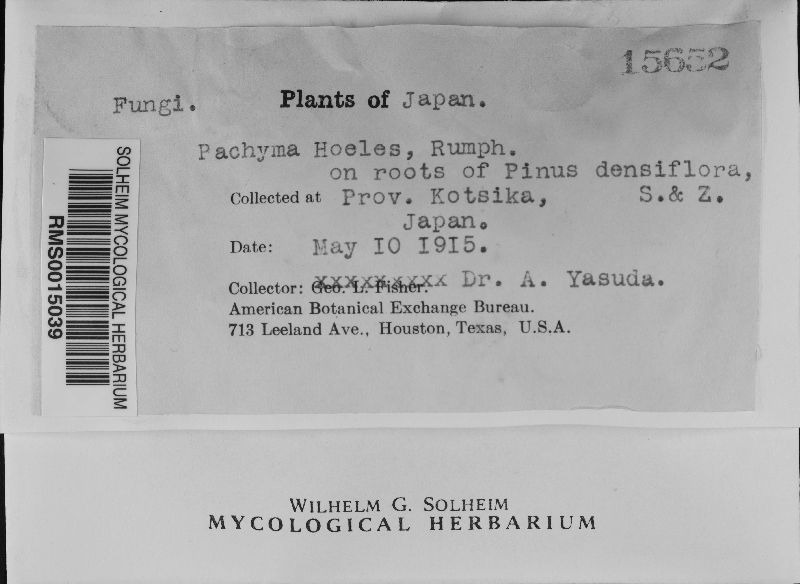 15652
Fungi. Plants of Japan.
Pachyma Hoeles, Rumph.
on roots of Pinus densiflora,
Collected at Prov. Kotsika, S.& Z.
Japan.
Date: May 10 1915.
Collector: Geo. L. Fisher. Dr. A. Yasuda.
American Botanical Exchange Bureau.
713 Leeland Ave., Houston, Texas, U.S.A.
SOLHEIM MYCOLOGICAL HERBARIUM
RMS0015039
WILHELM G. SOLHEIM
MYCOLOGICAL HERBARIUM